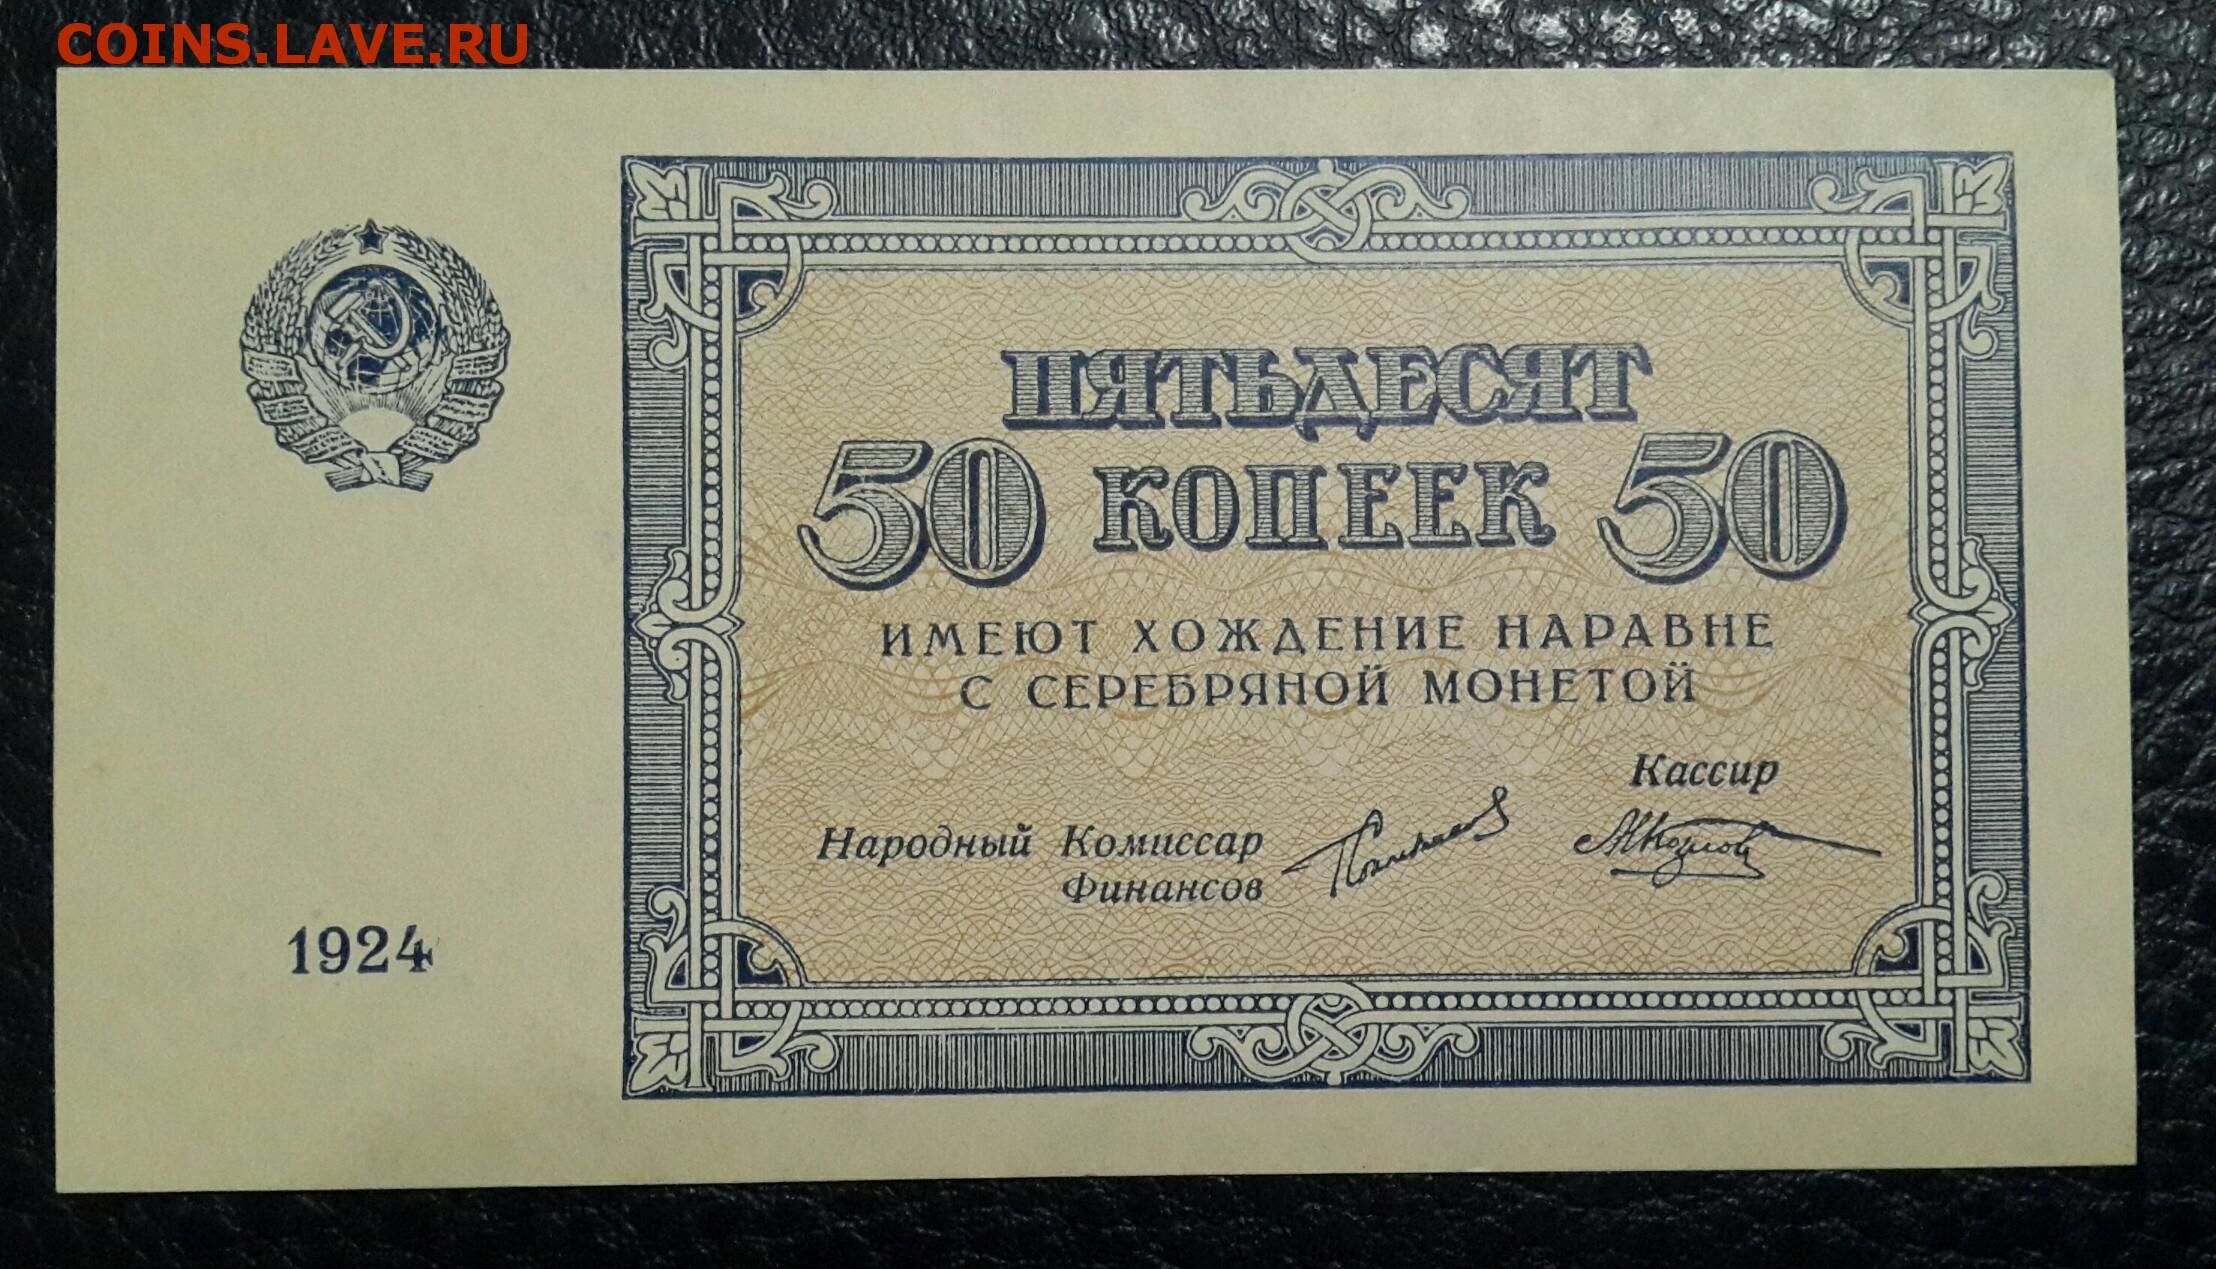 COINS.LAVE.RU
ПЯТЬДЕСЯТ
50 КОПЕЕК 50
ИМЕЮТ ХОЖДЕНИЕ НАРАВНЕ
С СЕРЕБРЯНОЙ МОНЕТОЙ
Кассир
Народный Комиссар
Финансов
1924